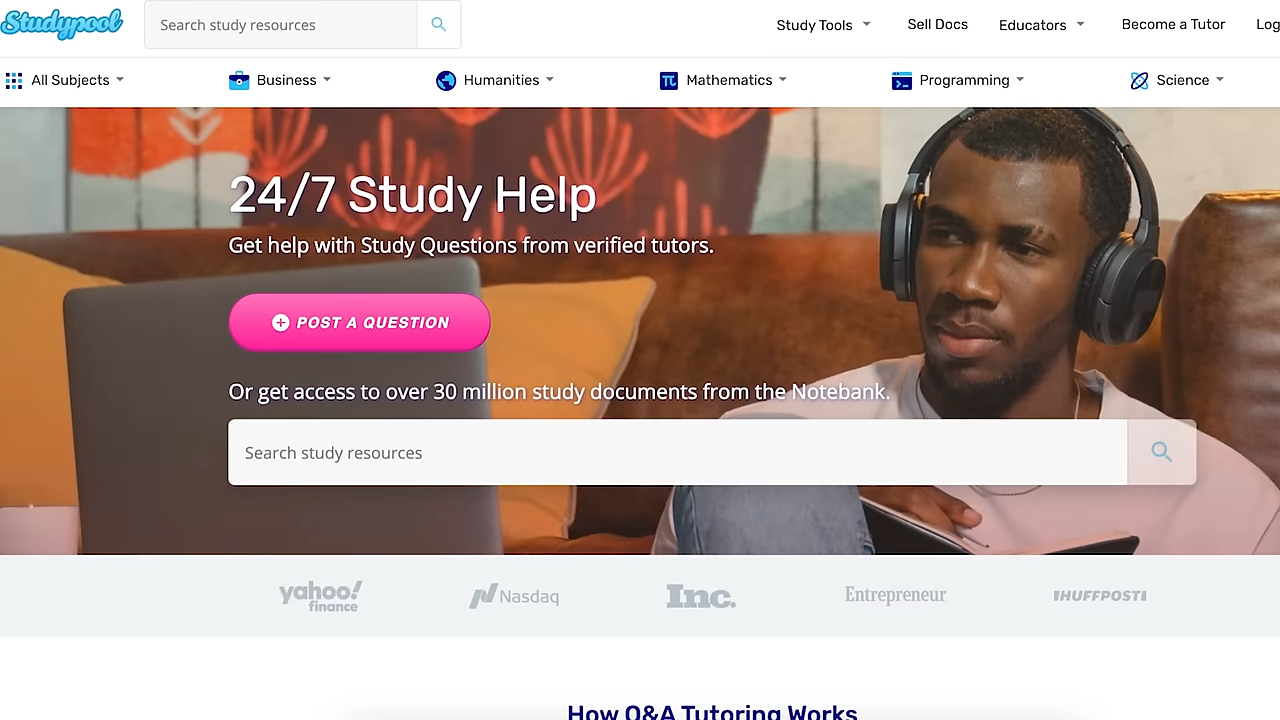 Studypool
Search study resources
Study Tools
Sell Docs
Educators
Become a Tutor
Log
All Subjects
Business
Humanities
Mathematics
Programming
Science
24/7 Study Help
Get help with Study Questions from verified tutors.
POST A QUESTION
Or get access to over 30 million study documents from the Notebank.
Search study resources
yahoo!
finance
Nasdaq
Inc.
Entrepreneur
HUFFPOST
How Q&A Tutoring Works